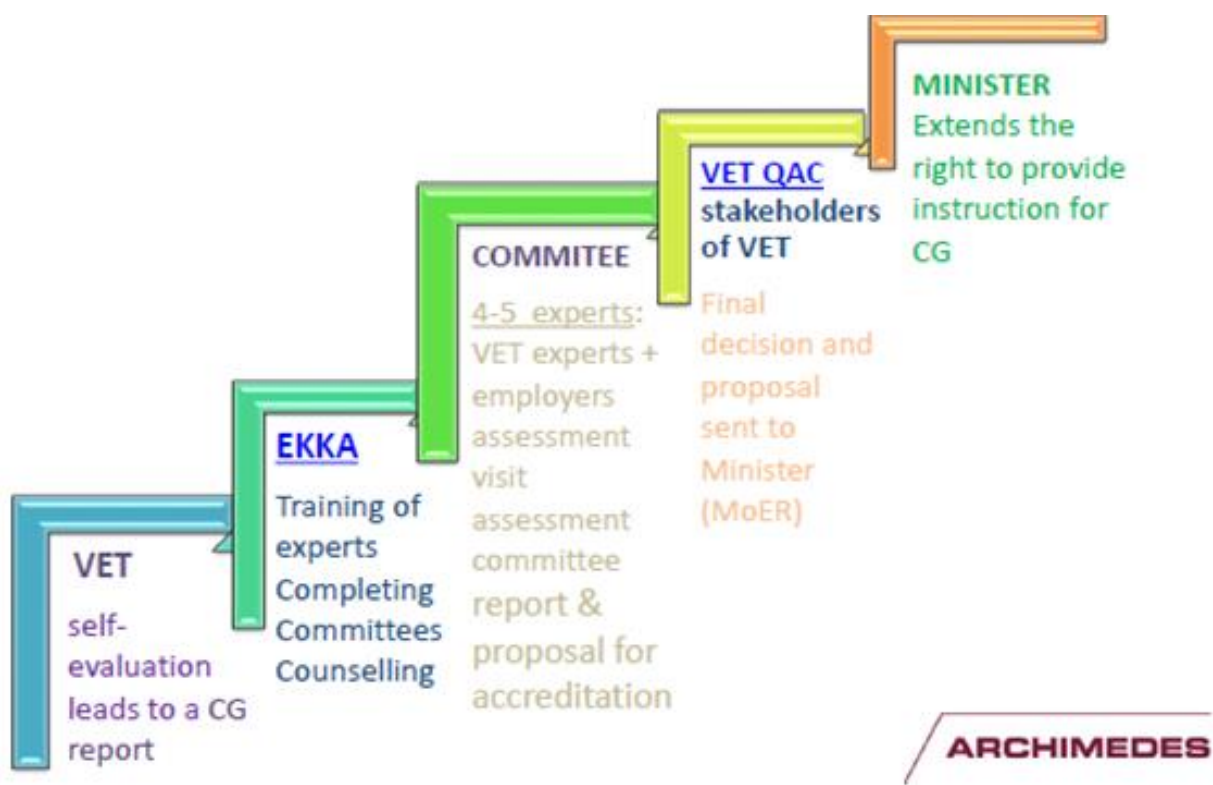 VET
self-
evaluation
leads to a CG
report
EKKA
Training of
experts
Completing
Committees
Counselling
COMMITEE
4-5 experts:
VET experts +
employers
assessment
visit
assessment
committee
report &
proposal for
accreditation
VET QAC
stakeholders
of VET
Final
decision and
proposal
sent to
Minister
(MoER)
MINISTER
Extends the
right to provide
instruction for
CG
ARCHIMEDES